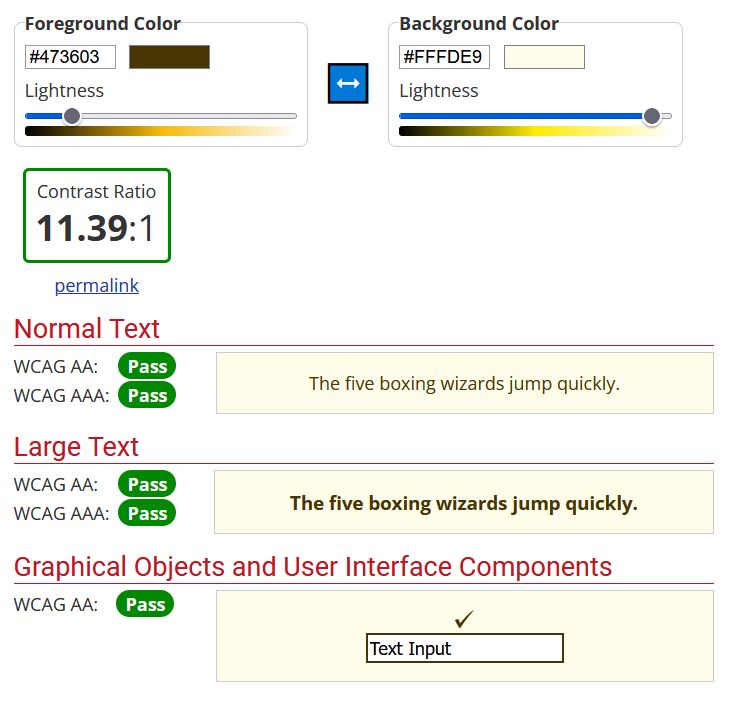 Foreground Color
#473603
Lightness
Background Color
#FFFDE9
Lightness
Contrast Ratio
11.39:1
permalink
Normal Text
WCAG AA: Pass
WCAG AAA: Pass
The five boxing wizards jump quickly.
Large Text
WCAG AA: Pass
WCAG AAA: Pass
The five boxing wizards jump quickly.
Graphical Objects and User Interface Components
WCAG AA: Pass
Text Input